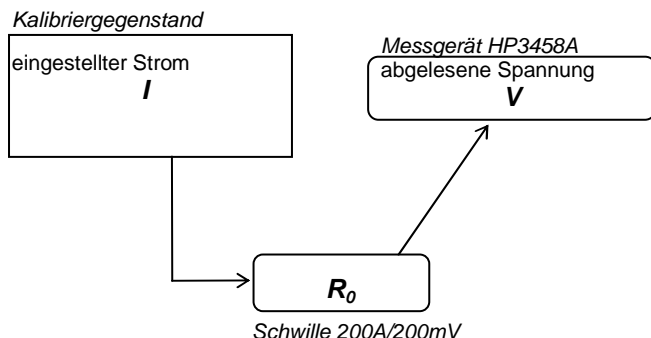 Kalibriergegenstand
eingestellter Strom
I
Messgerät HP3458A
abgelesene Spannung
V
R0
Schwille 200A/200mV